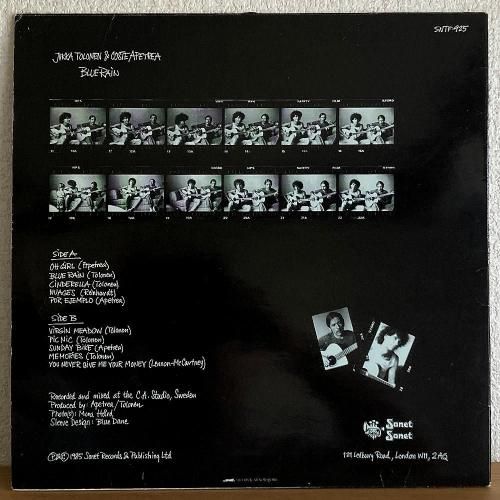 SNTF-925
JUKKA TOLONEN & COSTE APETREA
BLUE RAIN
SIDE A
OH GIRL (Apetrea)
BLUE RAIN (Tolonen)
CINDERELLA (Tolonen)
NUAGES (Reinhardt)
POR EJEMPLO (Apetrea)
SIDE B
VIRGIN MEADOW (Tolonen)
PIC NIC (Tolonen)
SUNDAY BIKE (Apetrea)
MEMORIES (Tolonen)
YOU NEVER GIVE ME YOUR MONEY (Lennon-McCartney)
Recorded and mixed at the C.A. Studio, Sweden
Produced by: Apetrea/Tolonen
Sleeve Design: Blue Dane
Ⓟ & © 1985 Sonet Records & Publishing Ltd
Sonet
Sonet
121 Ledbury Road, London W11, 2AQ